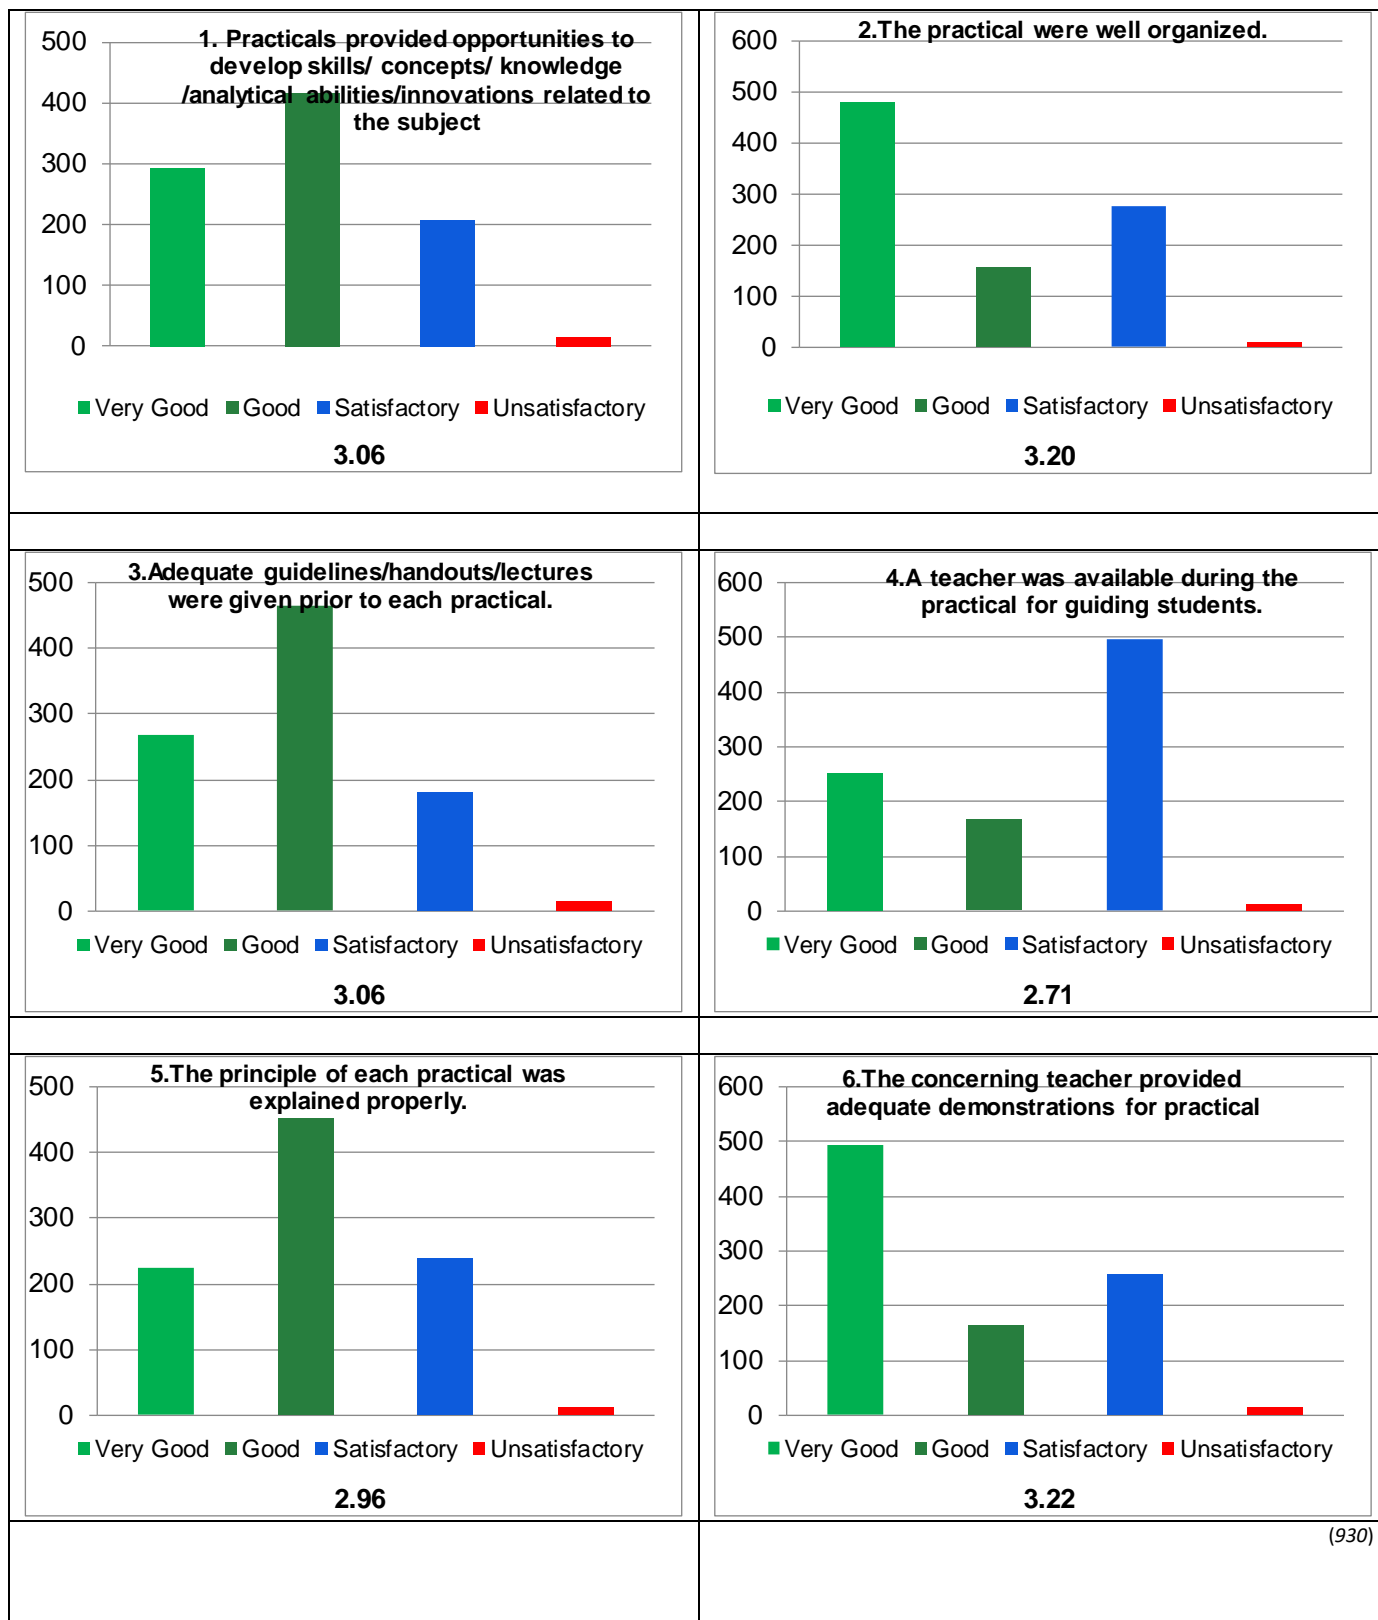 1. Practicals provided opportunities to
develop skills/ concepts/ knowledge
/analytical abilities/innovations related to
the subject
500
400
300
200
100
0
Very Good Good Satisfactory Unsatisfactory
3.06
2.The practical were well organized.
600
500
400
300
200
100
0
Very Good Good Satisfactory Unsatisfactory
3.20
3.Adequate guidelines/handouts/lectures
were given prior to each practical.
500
400
300
200
100
0
Very Good Good Satisfactory Unsatisfactory
3.06
4.A teacher was available during the
practical for guiding students.
600
500
400
300
200
100
0
Very Good Good Satisfactory Unsatisfactory
2.71
5.The principle of each practical was
explained properly.
500
400
300
200
100
0
Very Good Good Satisfactory Unsatisfactory
2.96
6.The concerning teacher provided
adequate demonstrations for practical
600
500
400
300
200
100
0
Very Good Good Satisfactory Unsatisfactory
3.22
(930)